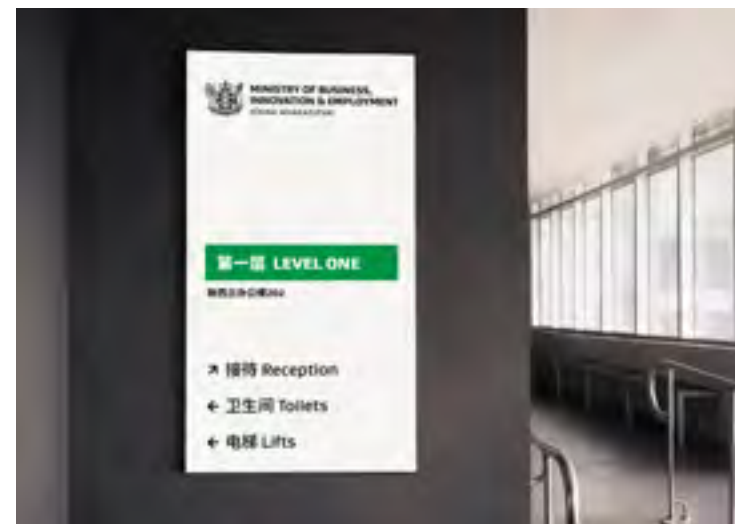 MINISTRY OF BUSINESS,
INNOVATION & EMPLOYMENT
第一层 LEVEL ONE
↗ 接待 Reception
← 卫生间 Toilets
← 电梯 Lifts